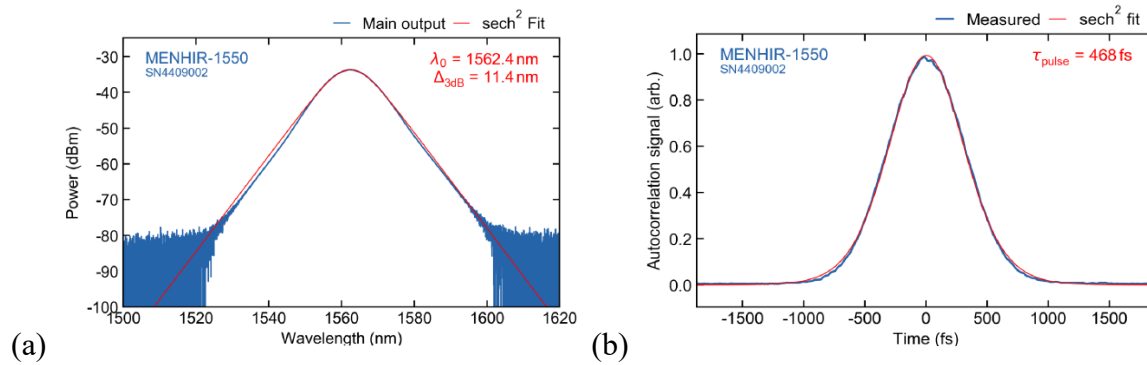 Main output sech² Fit
MENHIR-1550
SN4409002
λ₀ = 1562.4 nm
Δ3dB = 11.4 nm
Power (dBm)
-30
-40
-50
-60
-70
-80
-90
-100
1500 1520 1540 1560 1580 1600 1620
Wavelength (nm)
(a)
Measured sech² fit
MENHIR-1550
SN4409002
τpulse = 468 fs
Autocorrelation signal (arb.)
1.0
0.8
0.6
0.4
0.2
0.0
-1500 -1000 -500 0 500 1000 1500
Time (fs)
(b)